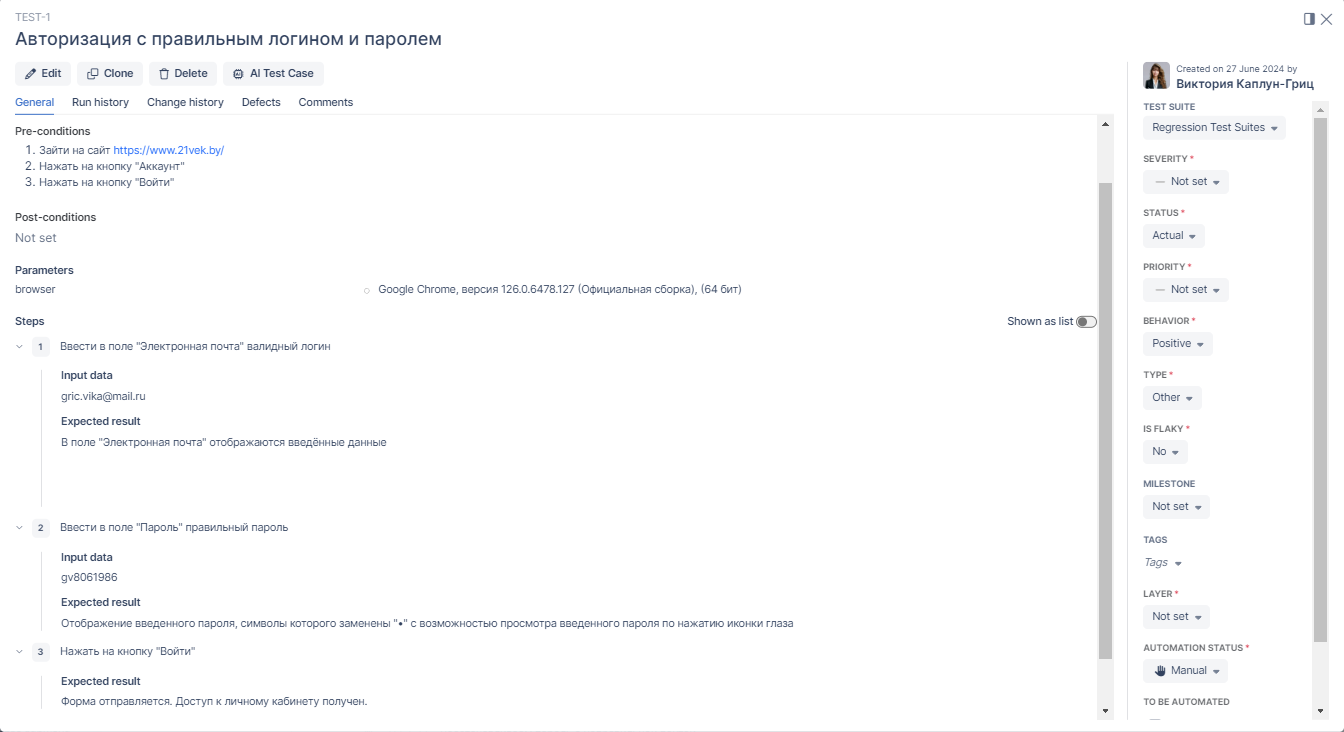 TEST-1
Авторизация с правильным логином и паролем
Edit
Clone
Delete
AI Test Case
General
Run history
Change history
Defects
Comments
Pre-conditions
1. Зайти на сайт https://www.21vek.by/
2. Нажать на кнопку "Аккаунт"
3. Нажать на кнопку "Войти"
Post-conditions
Not set
Parameters
browser
Google Chrome, версия 126.0.6478.127 (Официальная сборка), (64 бит)
Steps
Shown as list
1 Ввести в поле "Электронная почта" валидный логин
Input data
gric.vika@mail.ru
Expected result
В поле "Электронная почта" отображаются введённые данные
2 Ввести в поле "Пароль" правильный пароль
Input data
gv8061986
Expected result
Отображение введенного пароля, символы которого заменены "•" с возможностью просмотра введенного пароля по нажатию иконки глаза
3 Нажать на кнопку "Войти"
Expected result
Форма отправляется. Доступ к личному кабинету получен.
Created on 27 June 2024 by
Виктория Каплун-Гриц
TEST SUITE
Regression Test Suites
SEVERITY *
— Not set
STATUS *
Actual
PRIORITY *
— Not set
BEHAVIOR *
Positive
TYPE *
Other
IS FLAKY *
No
MILESTONE
Not set
TAGS
Tags
LAYER *
Not set
AUTOMATION STATUS *
Manual
TO BE AUTOMATED